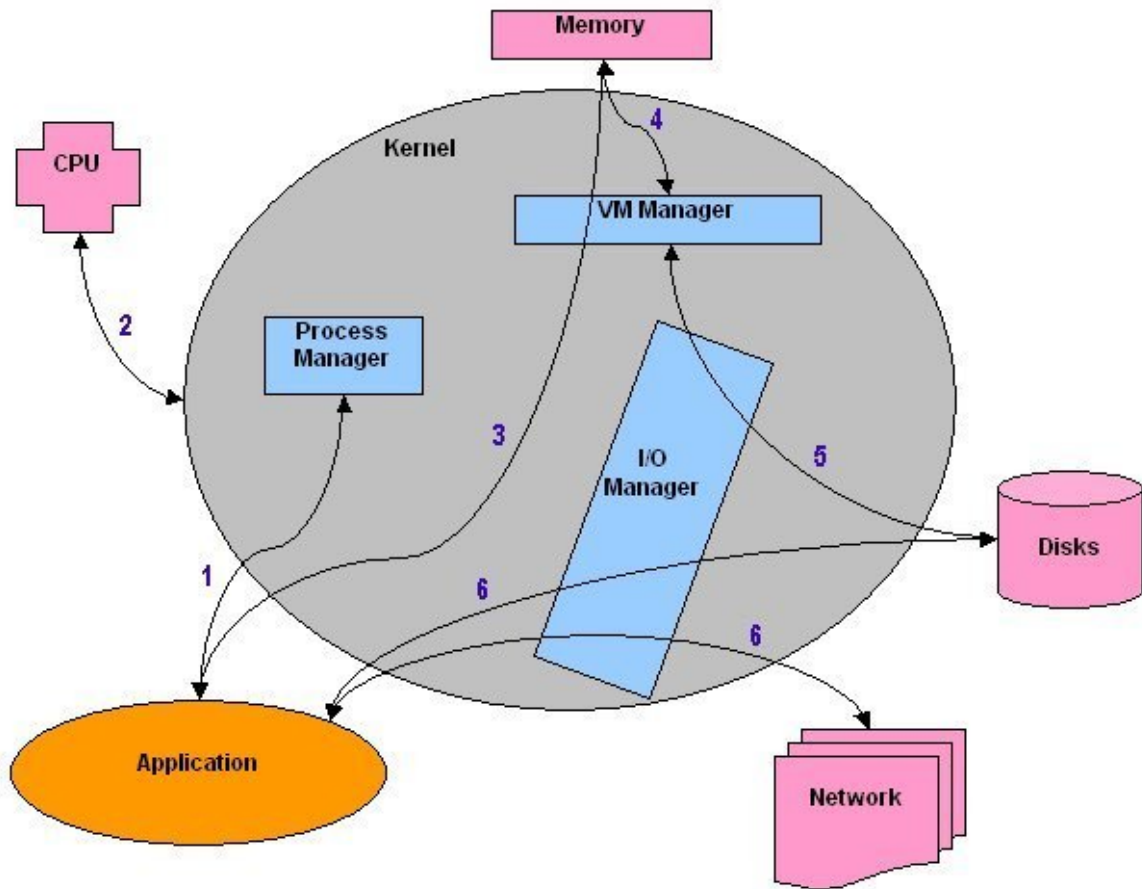 Memory
4
Kernel
CPU
VM Manager
2
Process
Manager
3
I/O
Manager
5
Disks
1
6
6
Application
Network